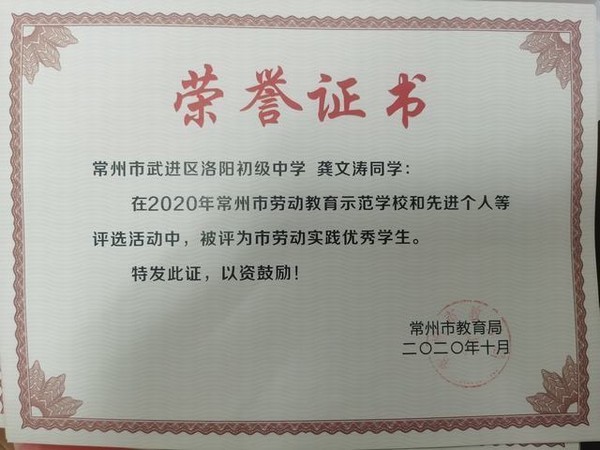 荣誉证书
常州市武进区洛阳初级中学 龚文涛同学:
在2020年常州市劳动教育示范学校和先进个人等
评选活动中，被评为市劳动实践优秀学生。
特发此证，以资鼓励！
常州市教育局
二〇二〇年十月